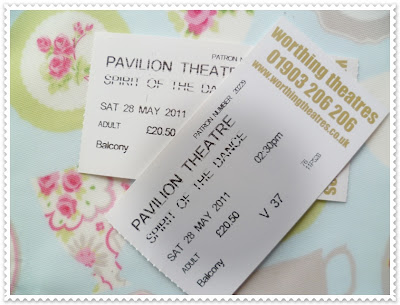 PAVILION THEATRE
SPIRIT OF THE DANCE
SAT 28 MAY 2011
ADULT £20.50
Balcony
PATRON NUMBER 30229
PAVILION THEATRE
SPIRIT OF THE DANCE
02:30pm
SAT 28 MAY 2011
ADULT £20.50 V 37
Balcony
worthing theatres
01903 206 206
www.worthingtheatres.co.uk